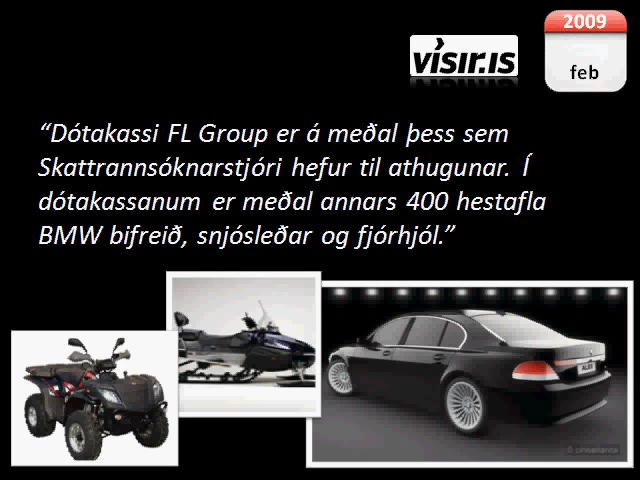 2009
feb
vísir.is
“Dótakassi FL Group er á meðal þess sem
Skattrannsóknarstjóri hefur til athugunar. Í
dótakassanum er meðal annars 400 hestafla
BMW bifreið, snjósleðar og fjórhjól.”